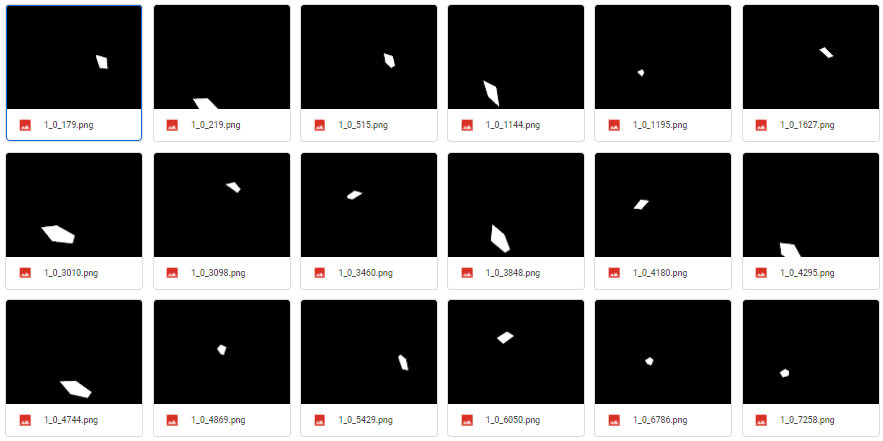 1_0_179.png
1_0_219.png
1_0_515.png
1_0_1144.png
1_0_1195.png
1_0_1627.png
1_0_3010.png
1_0_3098.png
1_0_3460.png
1_0_3848.png
1_0_4180.png
1_0_4295.png
1_0_4744.png
1_0_4869.png
1_0_5429.png
1_0_6050.png
1_0_6786.png
1_0_7258.png